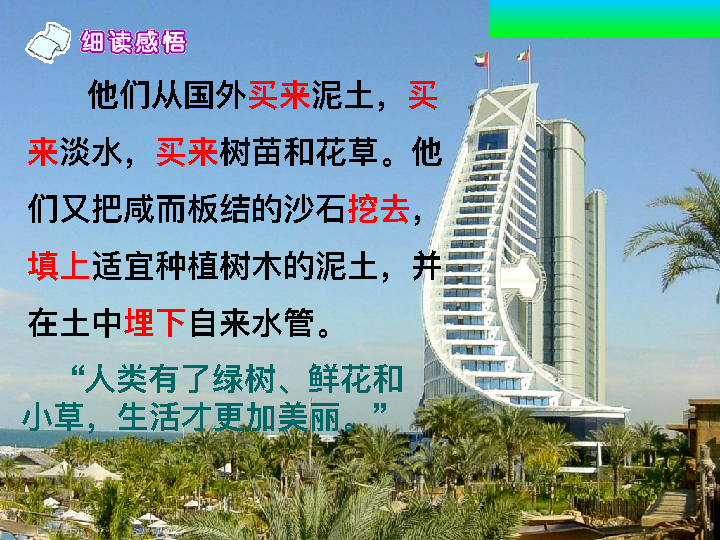 细读感悟
他们从国外买来泥土，买
来淡水，买来树苗和花草。他
们又把咸而板结的沙石挖去，
填上适宜种植树木的泥土，并
在土中埋下自来水管。
“人类有了绿树、鲜花和
小草，生活才更加美丽。”